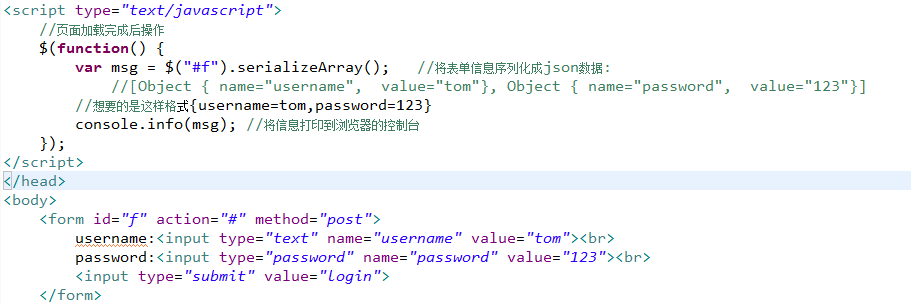 <script type="text/javascript">
//页面加载完成后操作
$(function() {
var msg = $("#f").serializeArray(); //将表单信息序列化成json数据:
//[Object { name="username", value="tom"}, Object { name="password", value="123"}]
//想要的是这样格式{username=tom,password=123}
console.info(msg); //将信息打印到浏览器的控制台
});
</script>
</head>
<body>
<form id="f" action="#" method="post">
username:<input type="text" name="username" value="tom"><br>
password:<input type="password" name="password" value="123"><br>
<input type="submit" value="login">
</form>